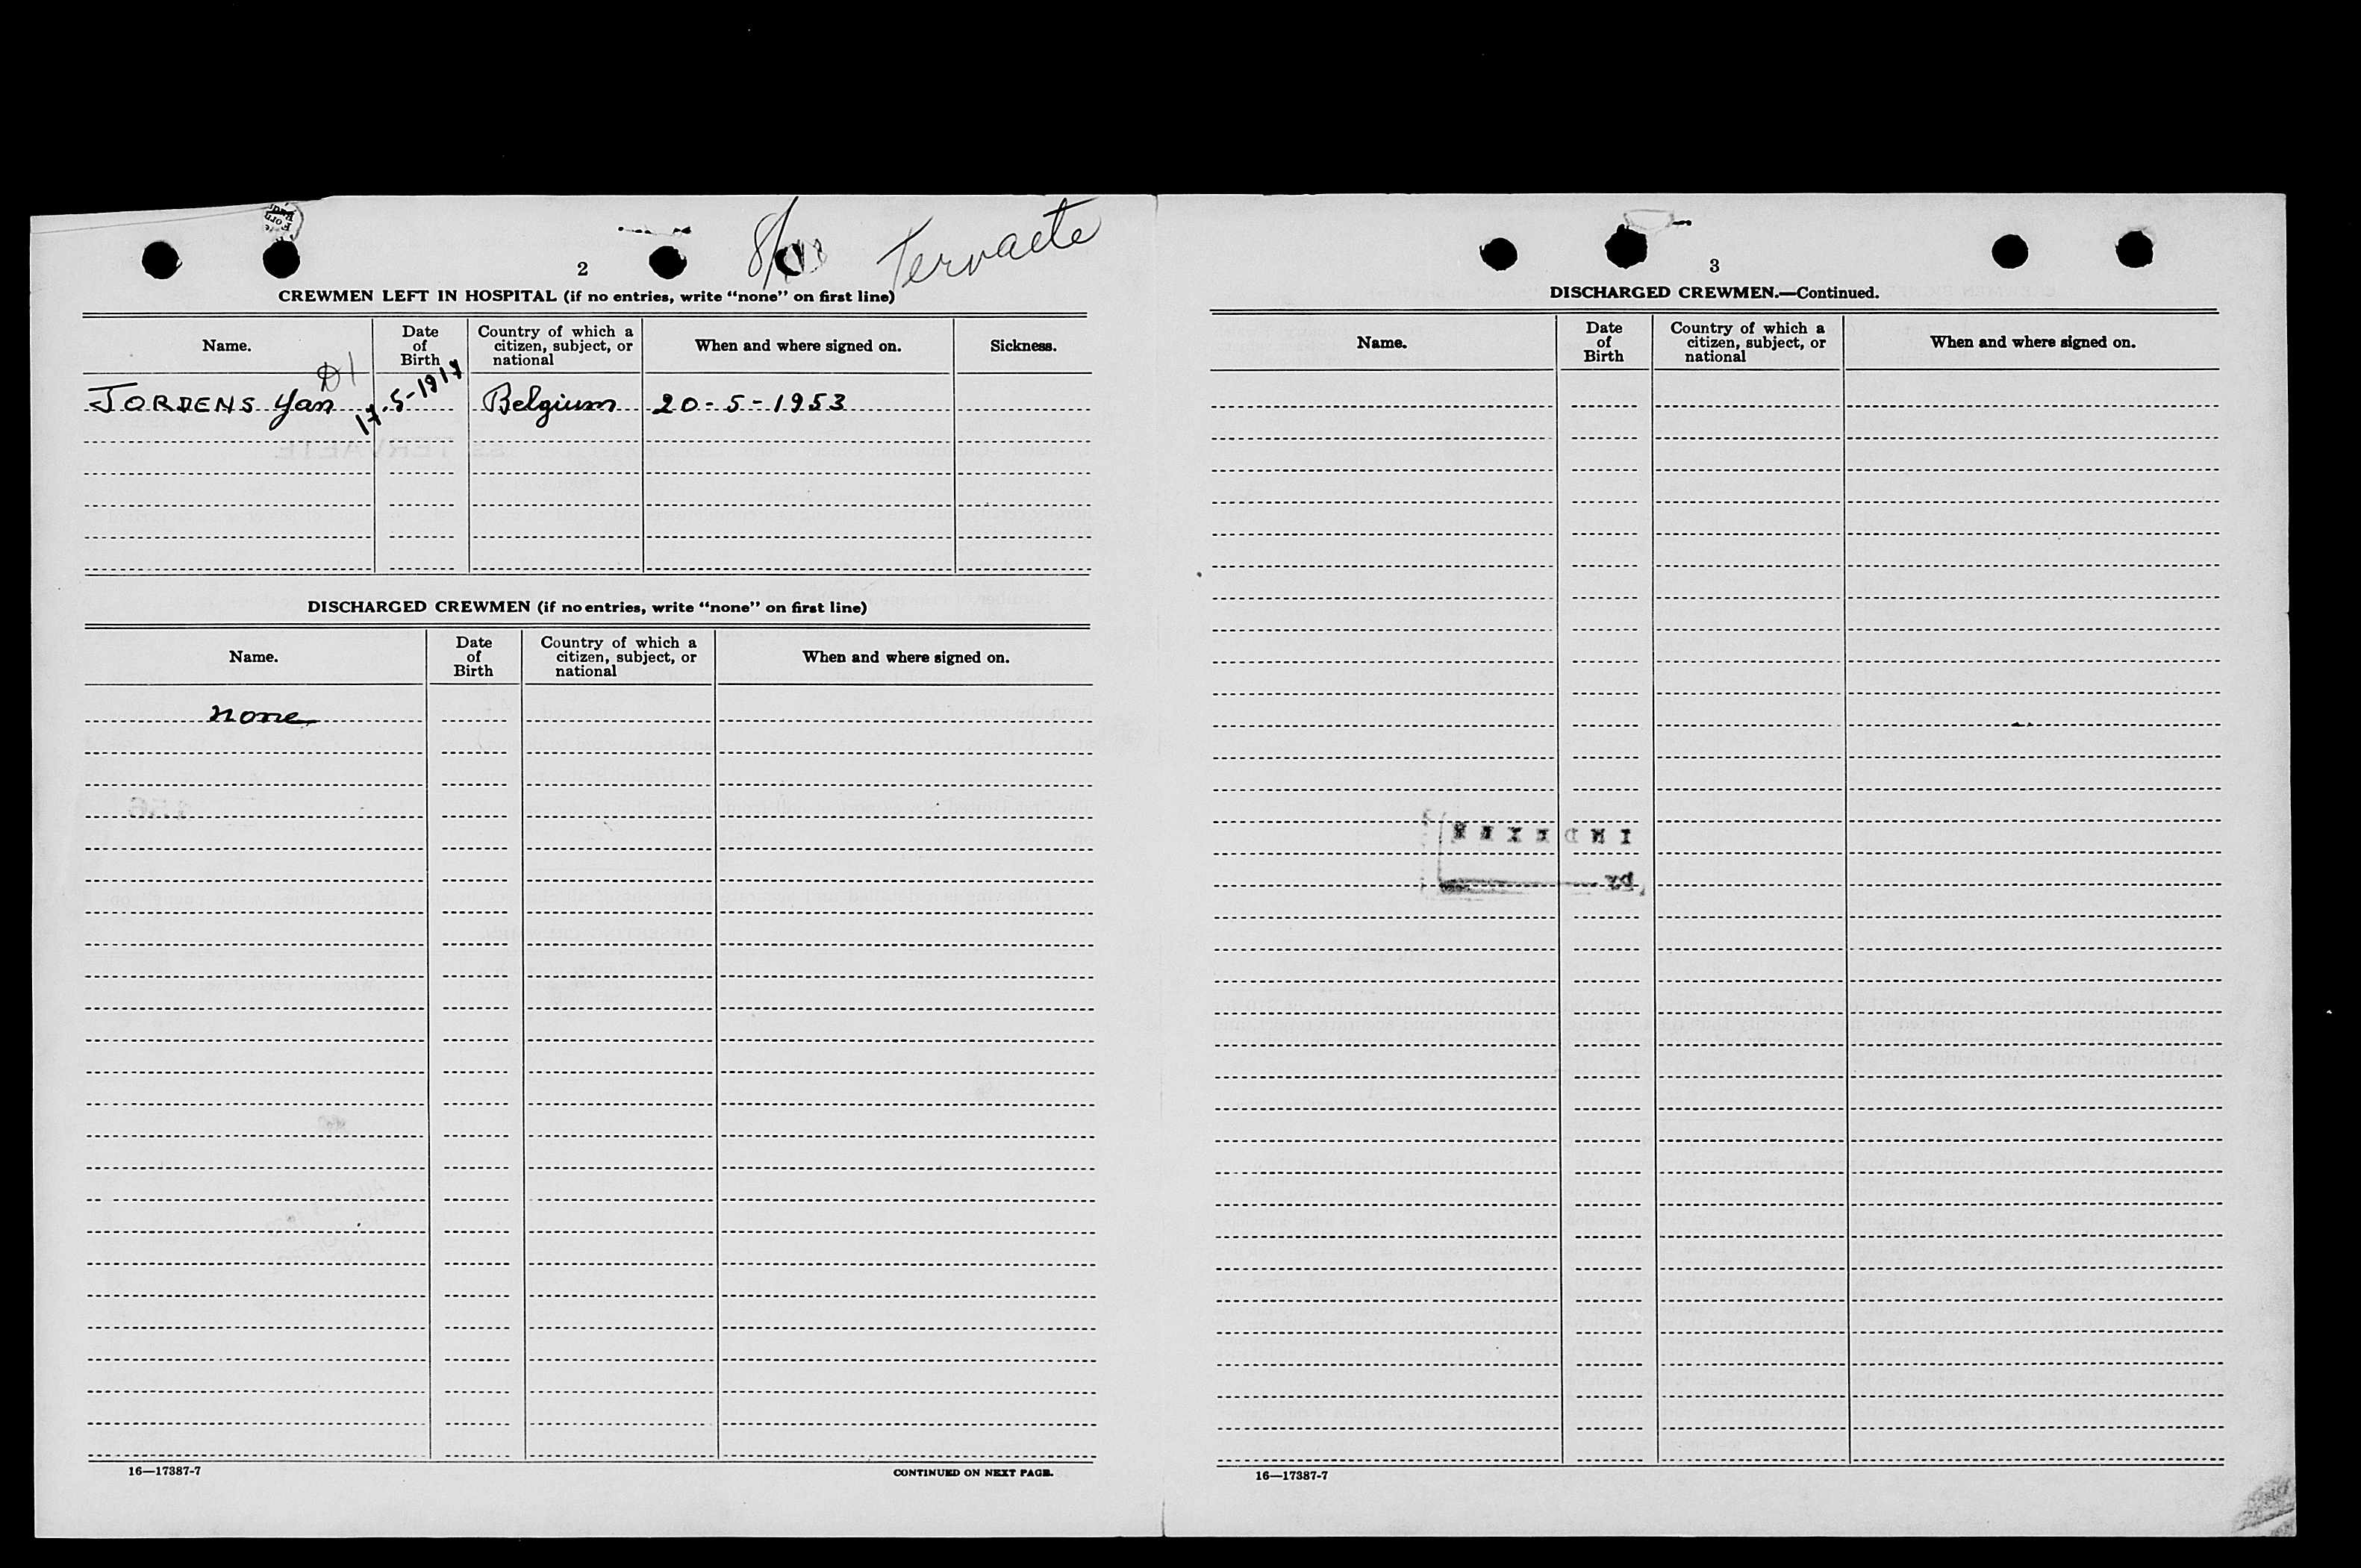 Tervaete
2
CREWMEN LEFT IN HOSPITAL (if no entries, write “none” on first line)
Name. Date of Birth Country of which a citizen, subject, or national When and where signed on. Sickness.
JORDENS Yan 17.5-1917 Belgium 20-5-1953
DISCHARGED CREWMEN (if no entries, write “none” on first line)
Name. Date of Birth Country of which a citizen, subject, or national When and where signed on.
none
16—17387-7 CONTINUED ON NEXT PAGE.
3
DISCHARGED CREWMEN.—Continued.
Name. Date of Birth Country of which a citizen, subject, or national When and where signed on.
16—17387-7